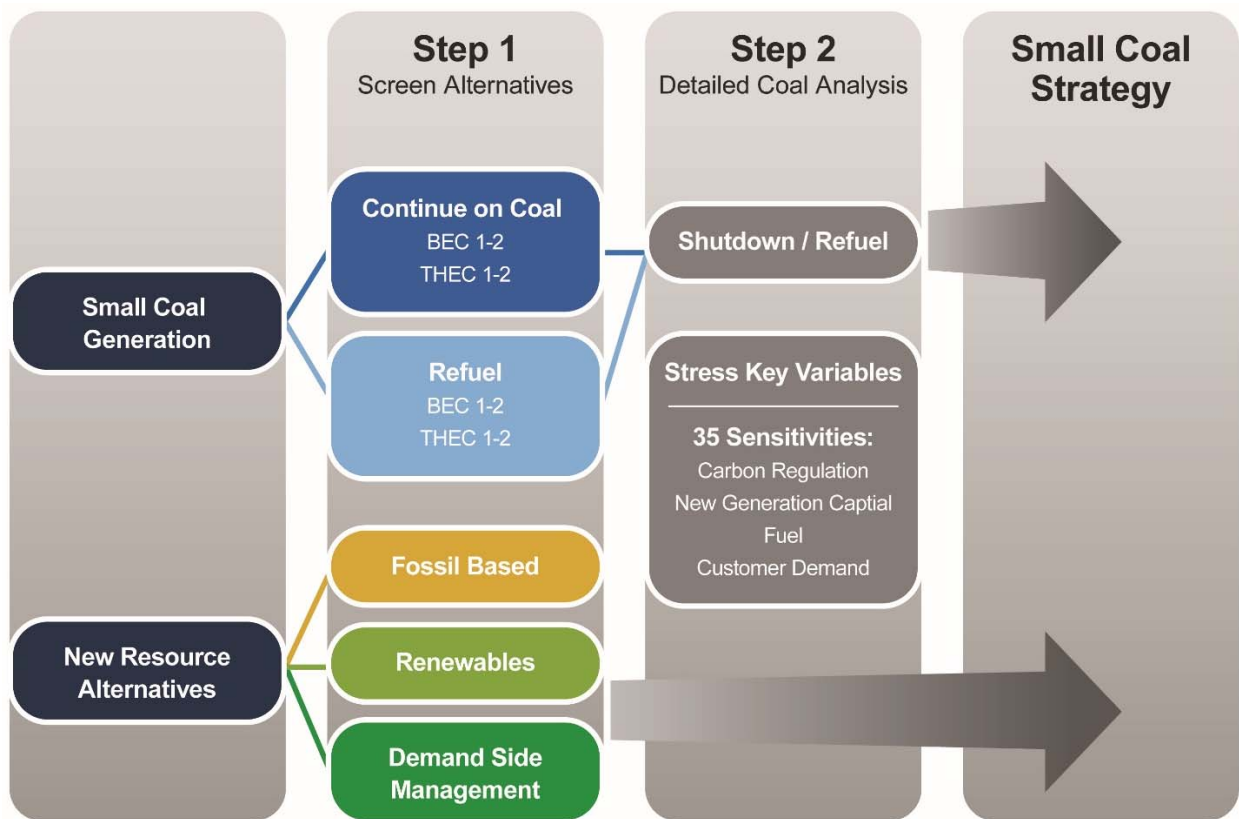 Small Coal
Generation
New Resource
Alternatives
Step 1
Screen Alternatives
Continue on Coal
BEC 1-2
THEC 1-2
Refuel
BEC 1-2
THEC 1-2
Fossil Based
Renewables
Demand Side
Management
Step 2
Detailed Coal Analysis
Shutdown / Refuel
Stress Key Variables
35 Sensitivities:
Carbon Regulation
New Generation Captial
Fuel
Customer Demand
Small Coal
Strategy